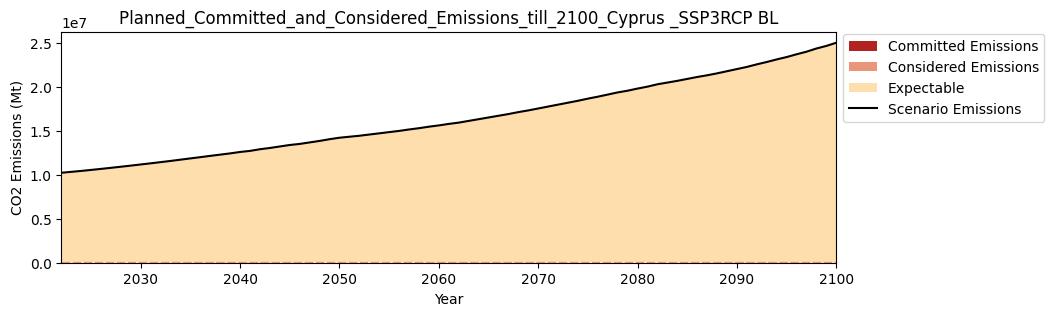 Planned_Committed_and_Considered_Emissions_till_2100_Cyprus _SSP3RCP BL
1e7
2.5
2.0
1.5
1.0
0.5
0.0
CO2 Emissions (Mt)
2030 2040 2050 2060 2070 2080 2090 2100
Year
Committed Emissions
Considered Emissions
Expectable
Scenario Emissions